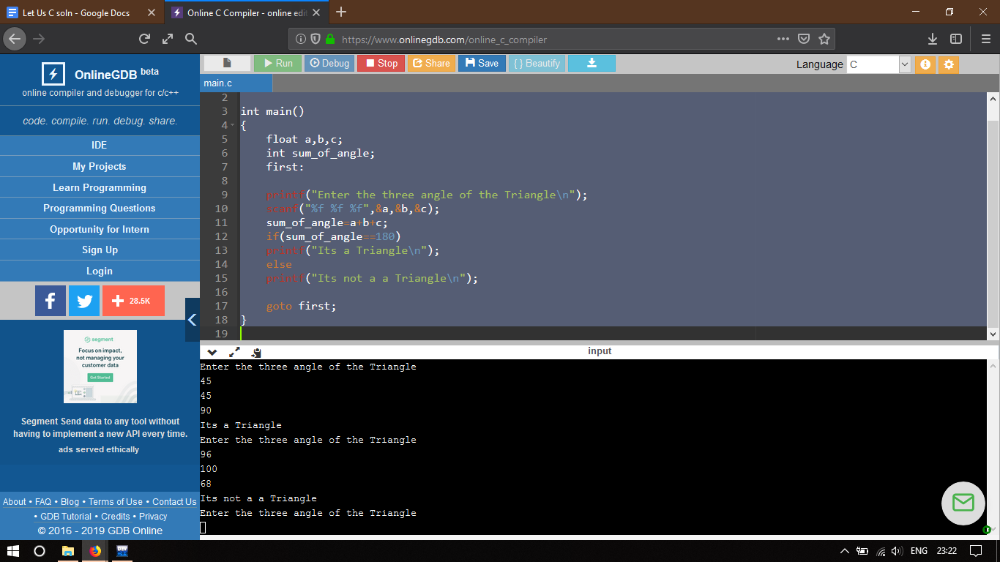 Let Us C soln - Google Docs
Online C Compiler - online edit
https://www.onlinegdb.com/online_c_compiler
OnlineGDB beta
online compiler and debugger for c/c++
code. compile. run. debug. share.
IDE
My Projects
Learn Programming
Programming Questions
Opportunity for Intern
Sign Up
Login
28.5K
segment
Focus on impact,
not managing your
customer data
Get Started
Segment Send data to any tool without
having to implement a new API every time.
ads served ethically
About • FAQ • Blog • Terms of Use • Contact Us
• GDB Tutorial • Credits • Privacy
© 2016 - 2019 GDB Online
Run Debug Stop Share Save { } Beautify Language C
main.c
2
3 int main()
4 {
5     float a,b,c;
6     int sum_of_angle;
7     first:
8
9     printf("Enter the three angle of the Triangle\n");
10     scanf("%f %f %f",&a,&b,&c);
11     sum_of_angle=a+b+c;
12     if(sum_of_angle==180)
13     printf("Its a Triangle\n");
14     else
15     printf("Its not a a Triangle\n");
16
17     goto first;
18 }
19
input
Enter the three angle of the Triangle
45
45
90
Its a Triangle
Enter the three angle of the Triangle
96
100
68
Its not a a Triangle
Enter the three angle of the Triangle
DEV
ENG 23:22